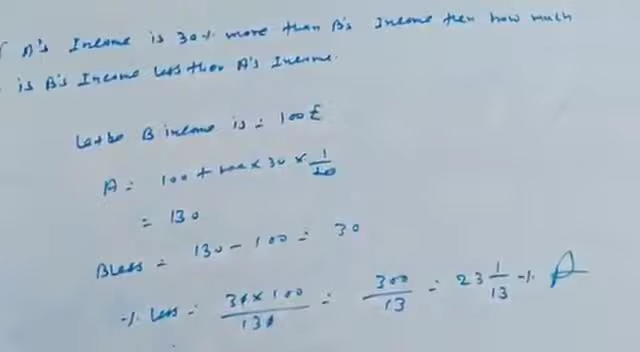 A's Income is 30% more than B's Income then how much
is B's Income less than A's Income.
Let be B income is = 100£
A = 100 + 100 × 30 × 1/100
= 130
B less = 130 - 100 = 30
% less = 30 × 100 / 130 = 300 / 13 = 23 1/13 % A